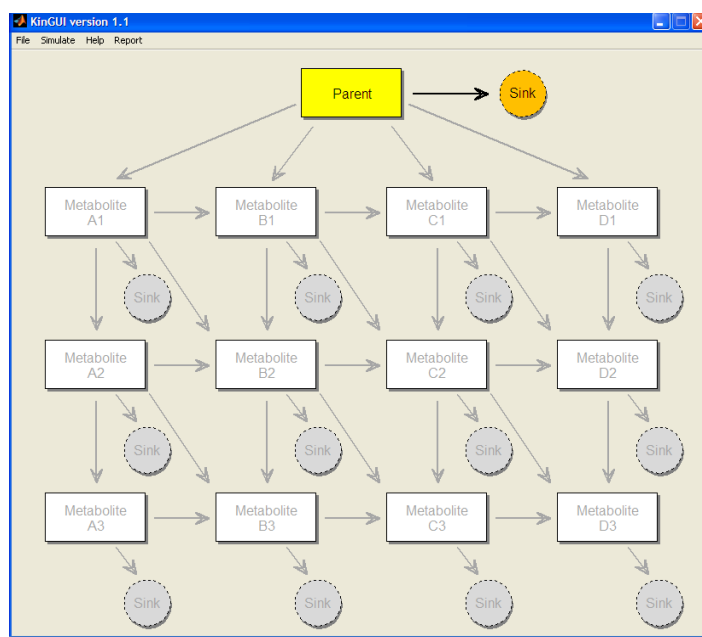 KinGUI version 1.1
File Simulate Help Report
Parent
Sink
Metabolite
A1
Metabolite
B1
Metabolite
C1
Metabolite
D1
Sink
Sink
Sink
Sink
Metabolite
A2
Metabolite
B2
Metabolite
C2
Metabolite
D2
Sink
Sink
Sink
Sink
Metabolite
A3
Metabolite
B3
Metabolite
C3
Metabolite
D3
Sink
Sink
Sink
Sink